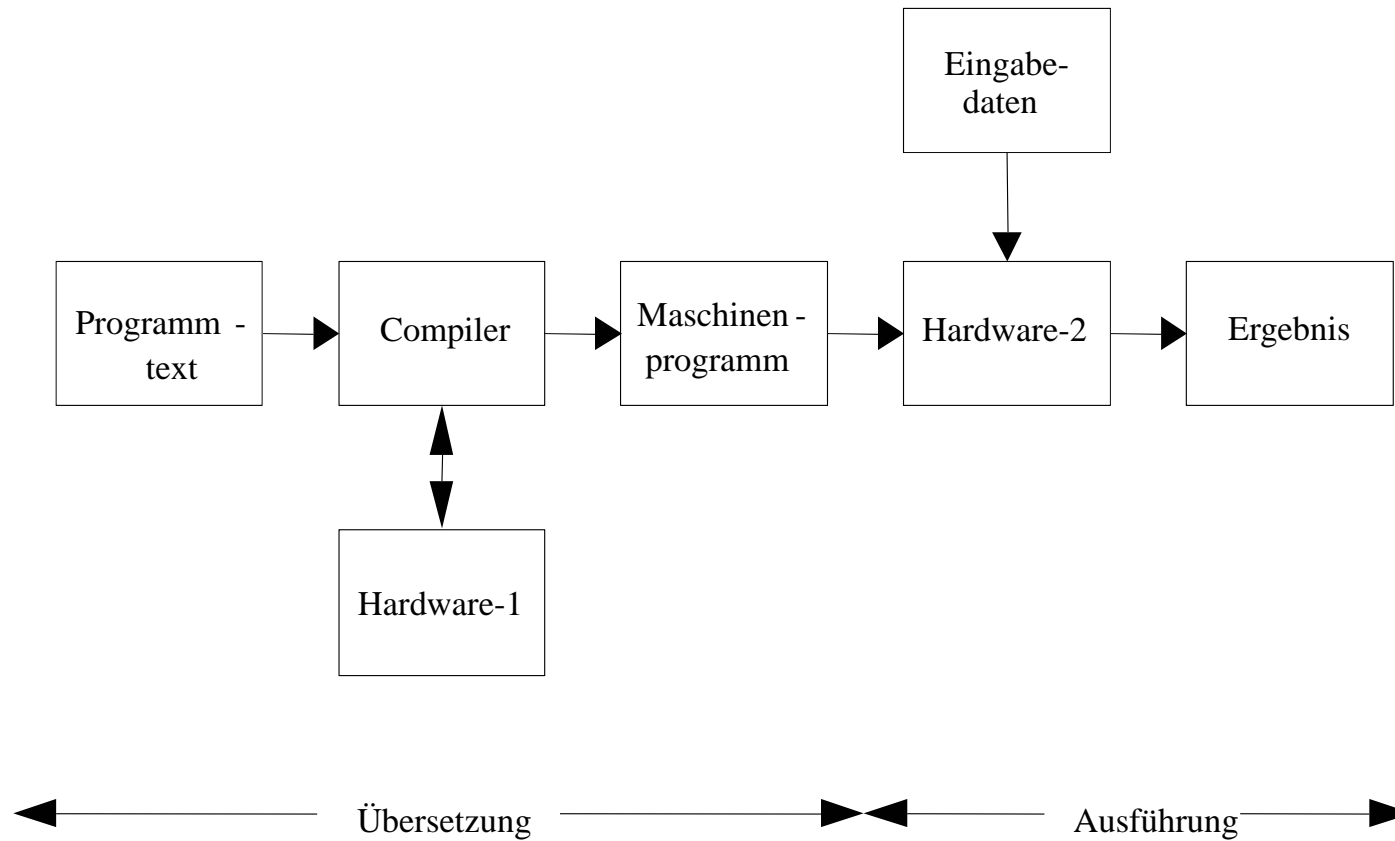 Eingabe-
daten
Programm -
text
Compiler
Maschinen -
programm
Hardware-2
Ergebnis
Hardware-1
Übersetzung
Ausführung